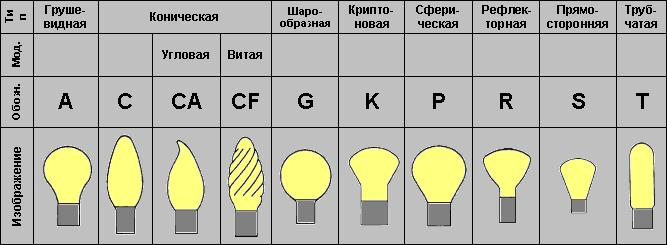 Ти
п
Груше-
видная
Коническая
Шаро-
образная
Крипто-
новая
Сфери-
ческая
Рефлек-
торная
Прямо-
сторонняя
Труб-
чатая
Мод.
Угловая
Витая
Обозн.
A
C
CA
CF
G
K
P
R
S
T
Изображение